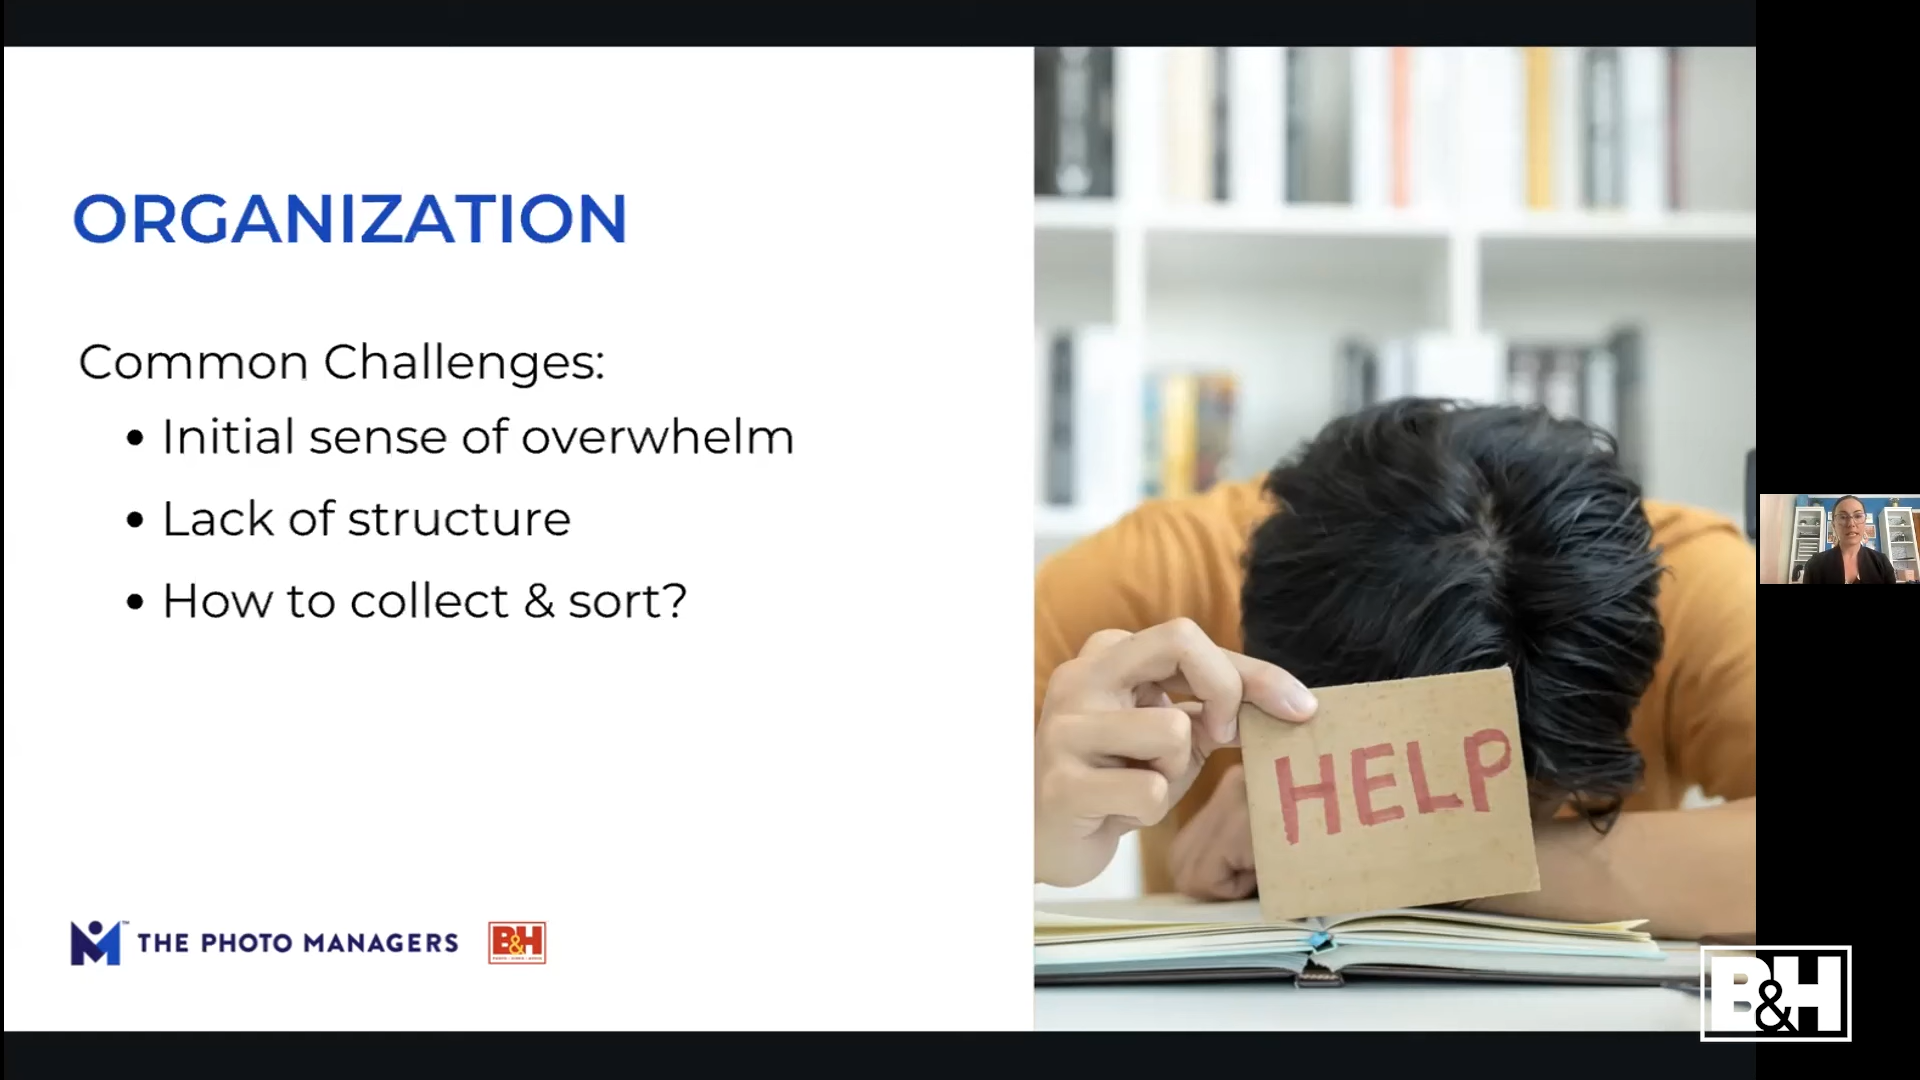 ORGANIZATION
Common Challenges:
• Initial sense of overwhelm
• Lack of structure
• How to collect & sort?
HELP
THE PHOTO MANAGERS
B&H
B&H